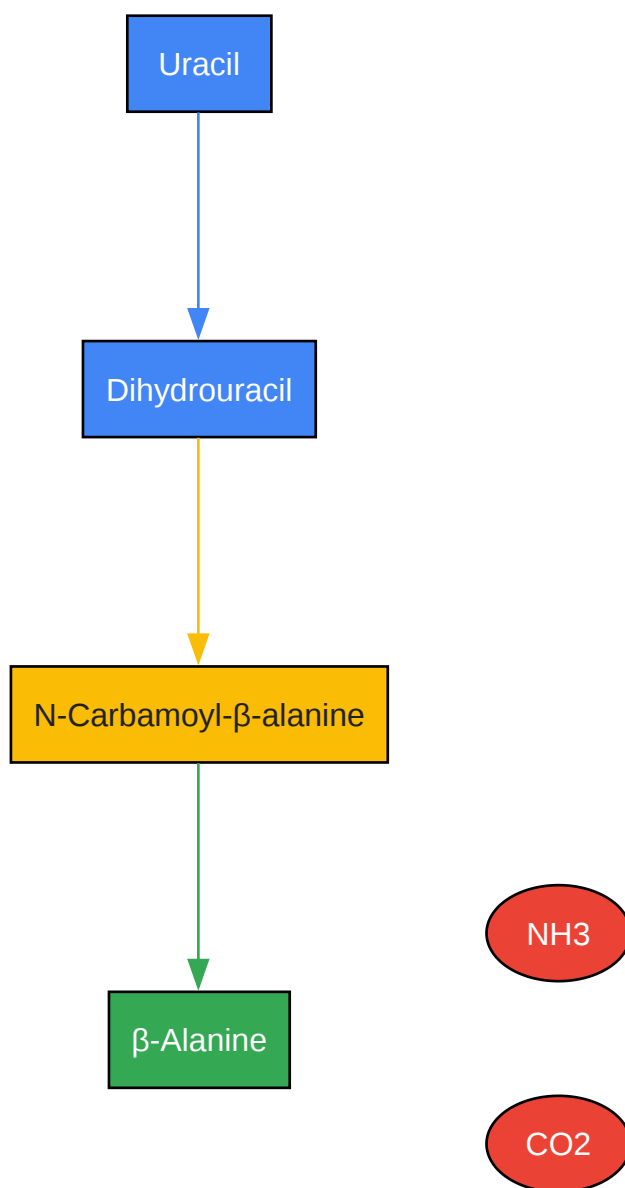 Uracil
Dihydrouracil
N-Carbamoyl-β-alanine
NH3
β-Alanine
CO2